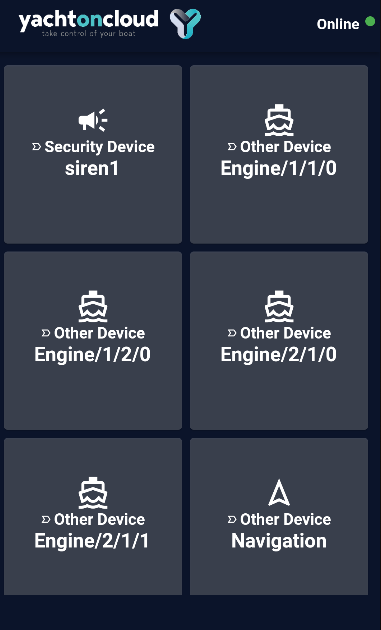 yachtoncloud
take control of your boat
Online
Security Device
siren1
Other Device
Engine/1/1/0
Other Device
Engine/1/2/0
Other Device
Engine/2/1/0
Other Device
Engine/2/1/1
Other Device
Navigation